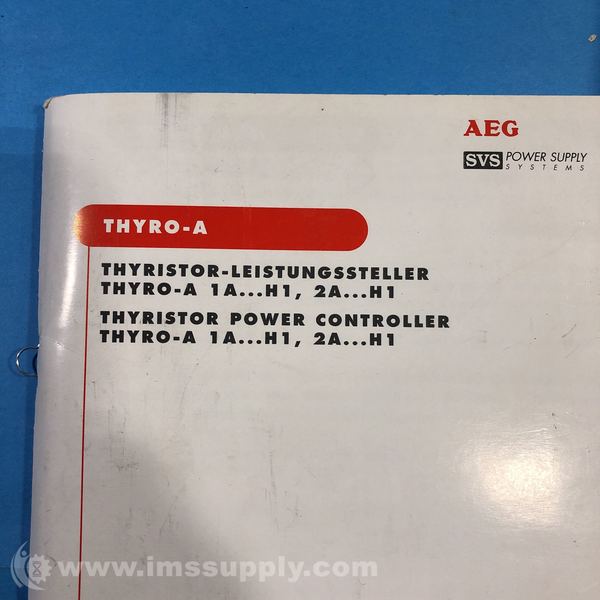 AEG
SVS POWER SUPPLY
SYSTEMS
THYRO-A
THYRISTOR-LEISTUNGSSTELLER
THYRO-A 1A...H1, 2A...H1
THYRISTOR POWER CONTROLLER
THYRO-A 1A...H1, 2A...H1
www.imssupply.com